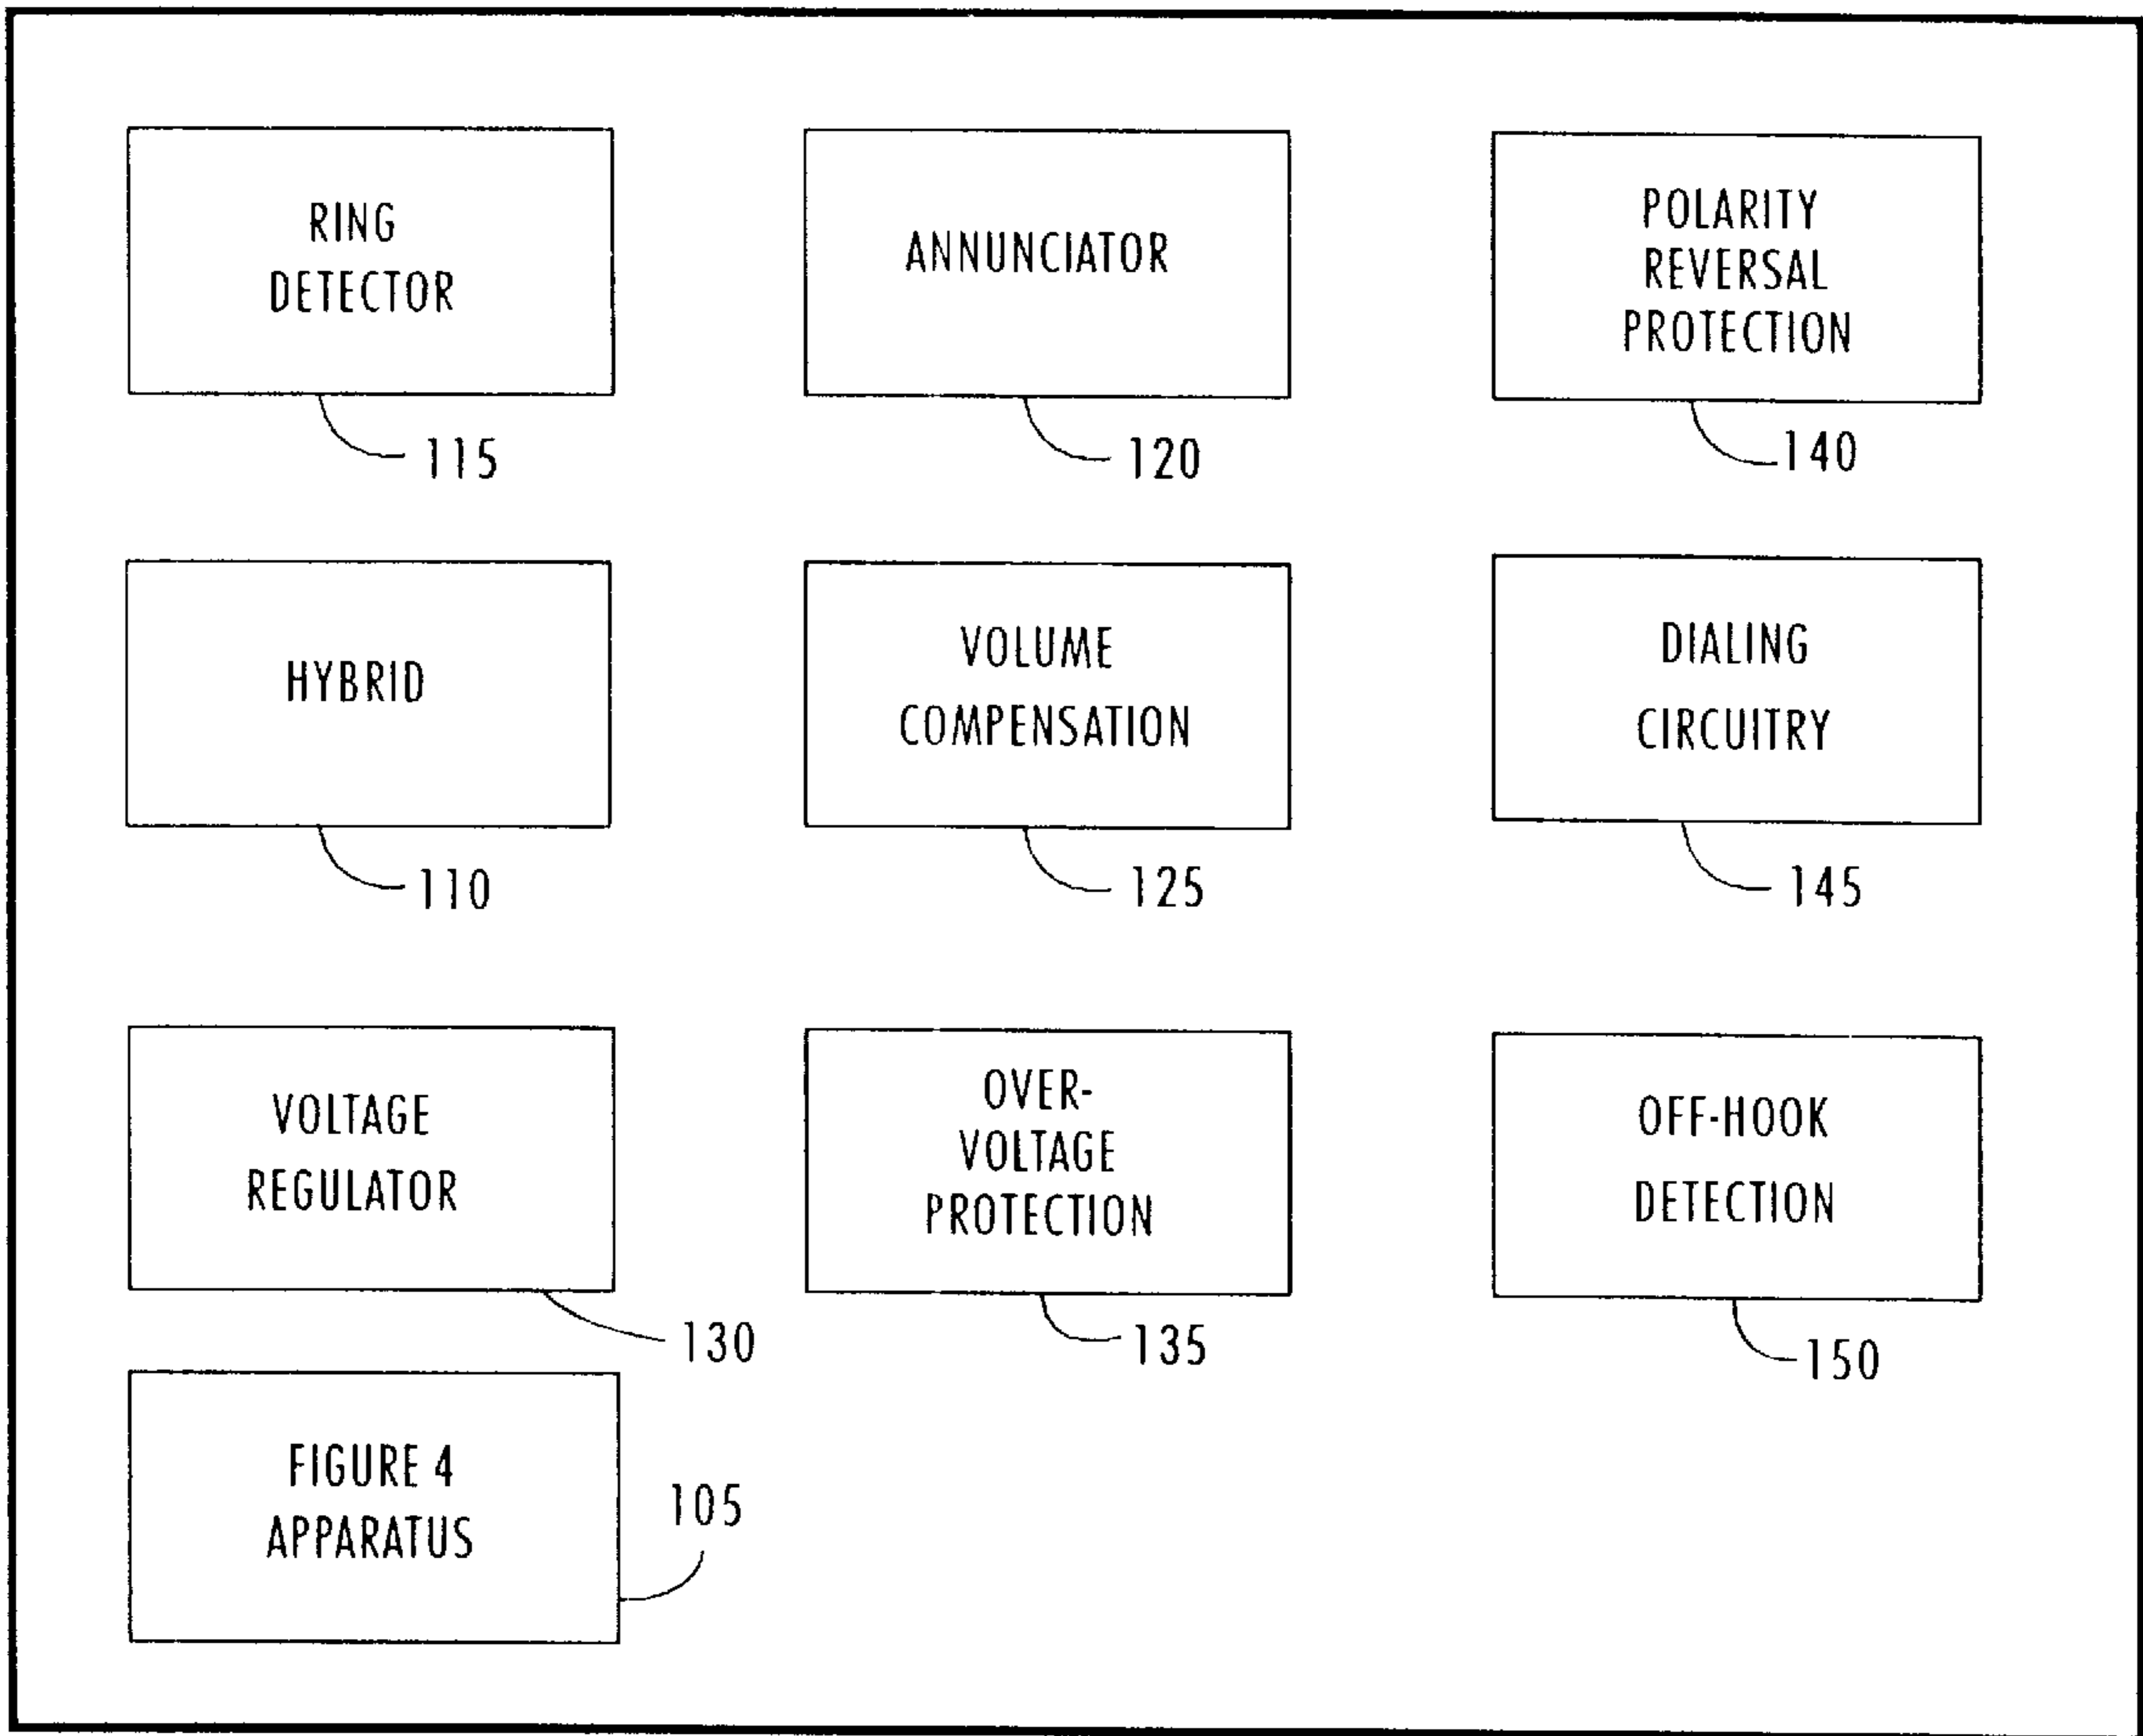 RING
DETECTOR
115
ANNUNCIATOR
120
POLARITY
REVERSAL
PROTECTION
140
HYBRID
110
VOLUME
COMPENSATION
125
DIALING
CIRCUITRY
145
VOLTAGE
REGULATOR
130
OVER-
VOLTAGE
PROTECTION
135
OFF-HOOK
DETECTION
150
FIGURE 4
APPARATUS
105